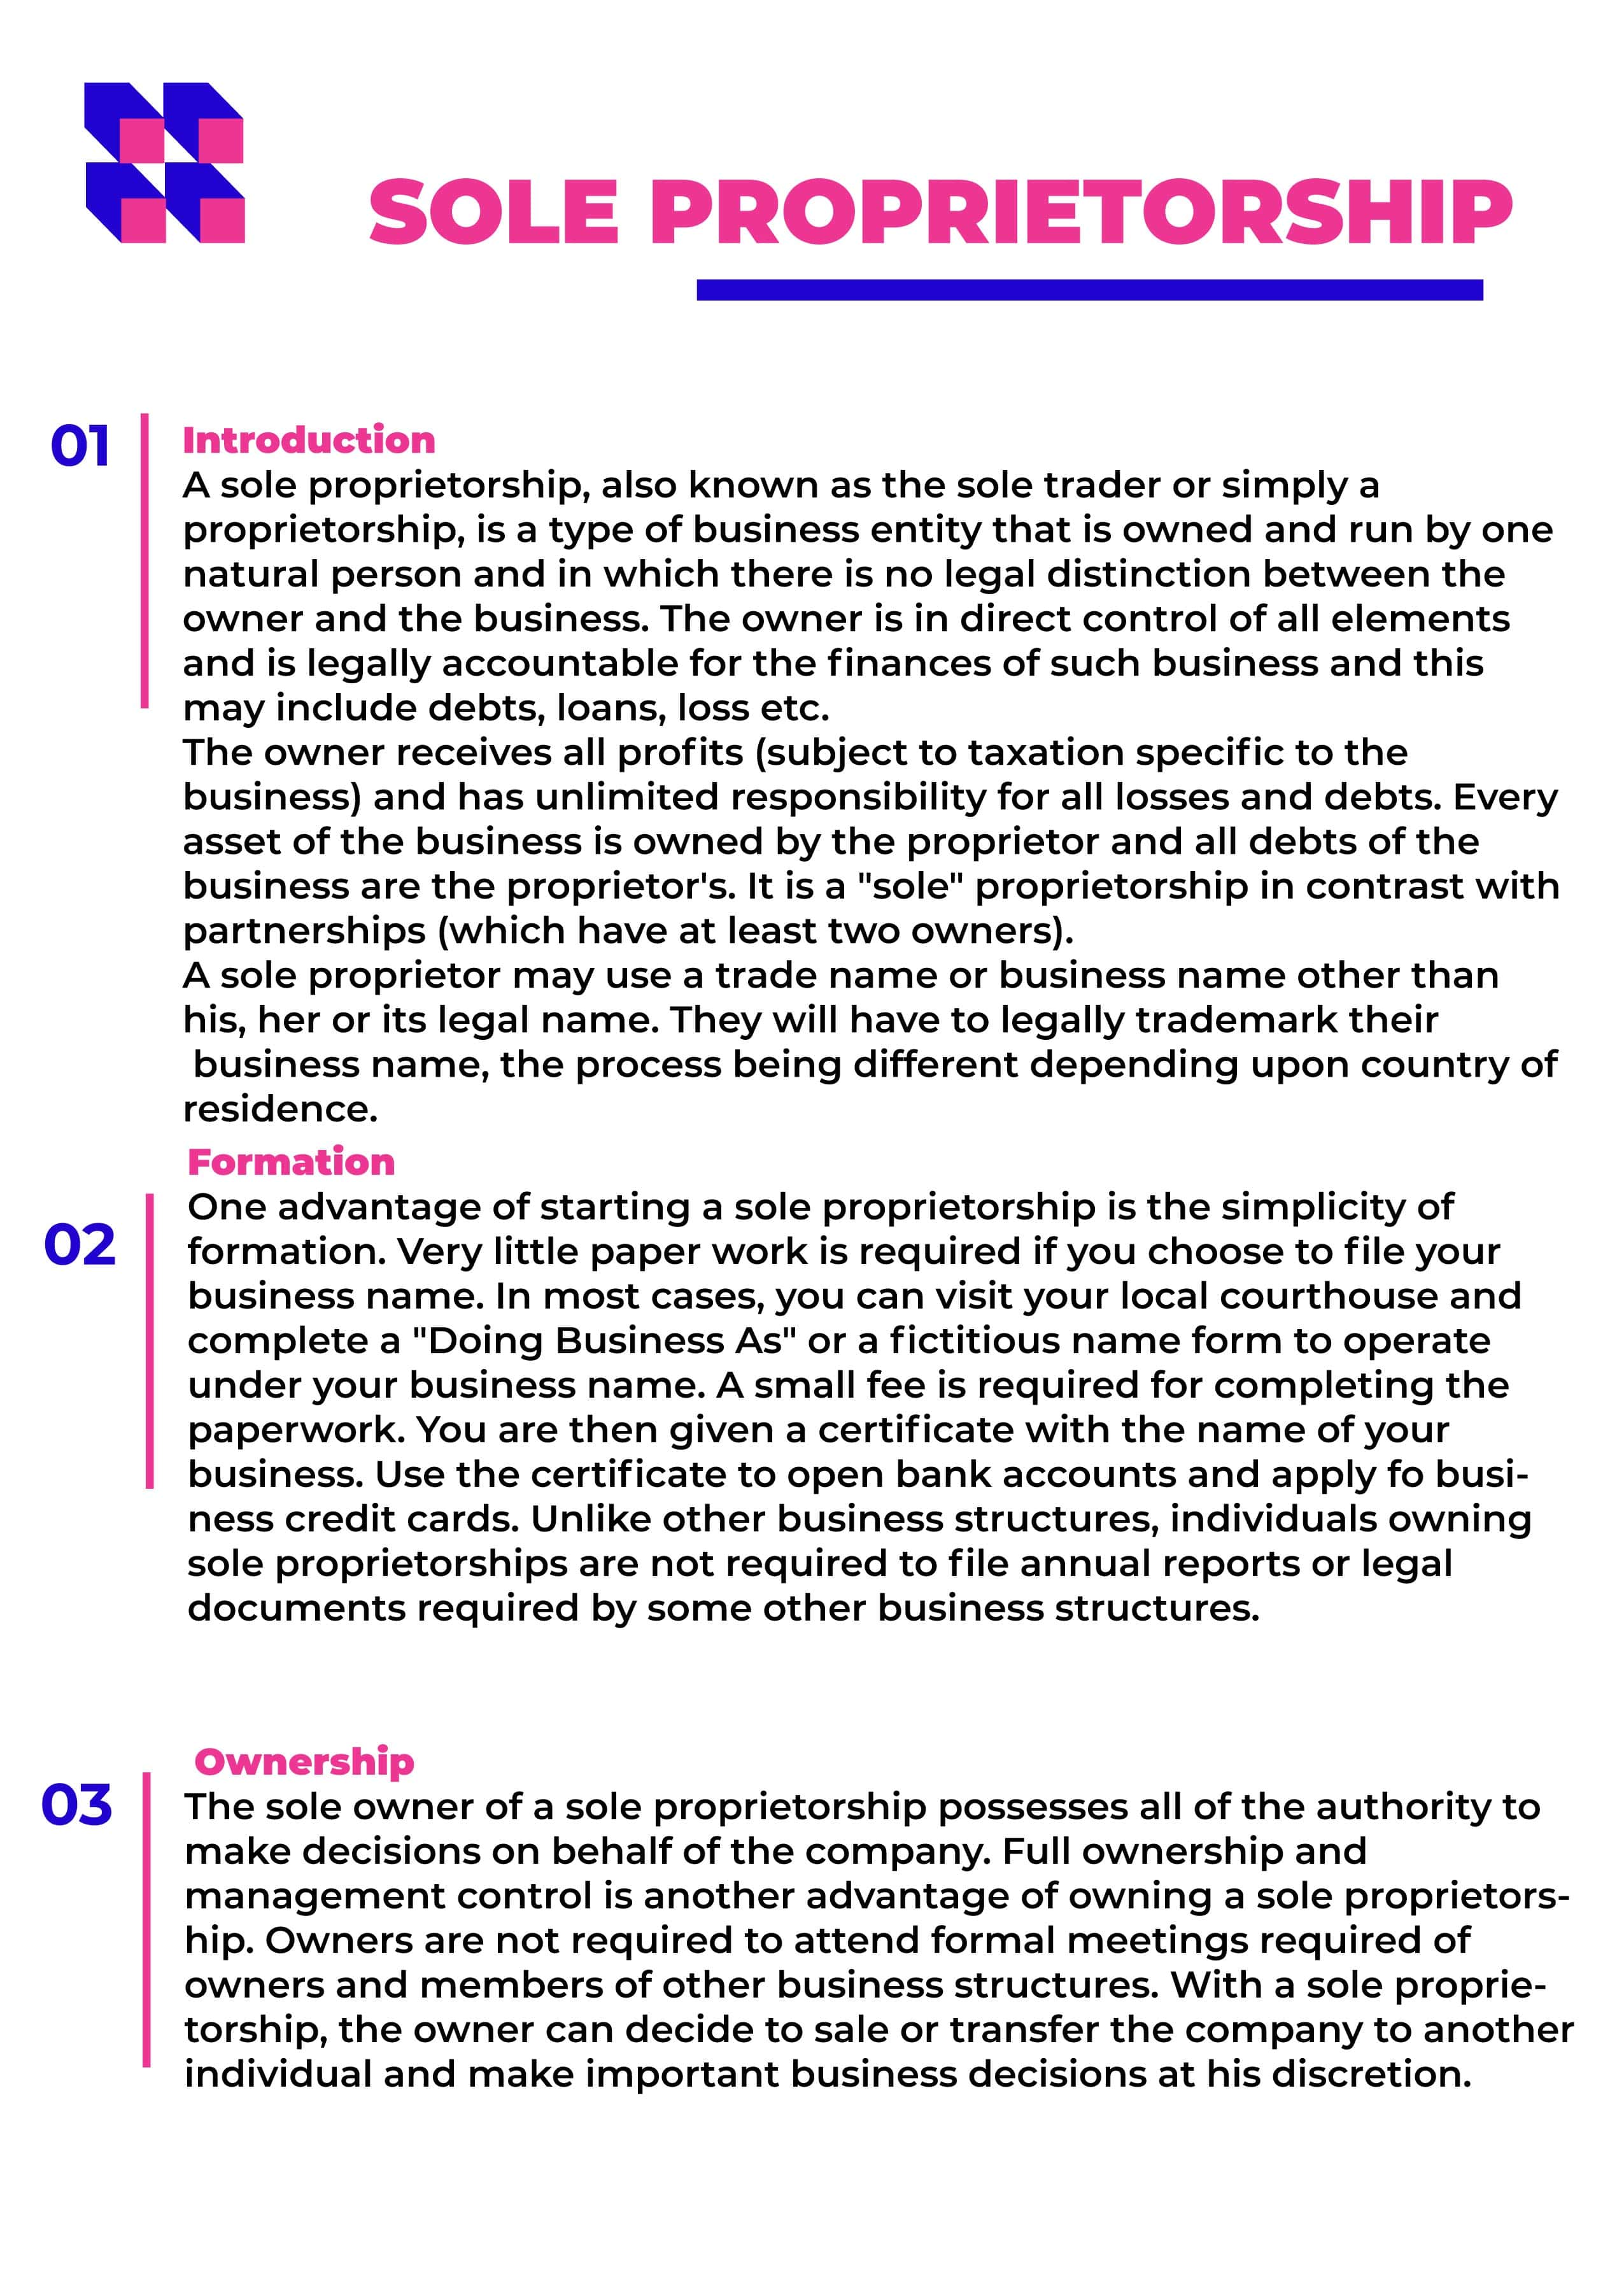 SOLE PROPRIETORSHIP
01
Introduction
A sole proprietorship, also known as the sole trader or simply a
proprietorship, is a type of business entity that is owned and run by one
natural person and in which there is no legal distinction between the
owner and the business. The owner is in direct control of all elements
and is legally accountable for the finances of such business and this
may include debts, loans, loss etc.
The owner receives all profits (subject to taxation specific to the
business) and has unlimited responsibility for all losses and debts. Every
asset of the business is owned by the proprietor and all debts of the
business are the proprietor's. It is a "sole" proprietorship in contrast with
partnerships (which have at least two owners).
A sole proprietor may use a trade name or business name other than
his, her or its legal name. They will have to legally trademark their
business name, the process being different depending upon country of
residence.
Formation
02
One advantage of starting a sole proprietorship is the simplicity of
formation. Very little paper work is required if you choose to file your
business name. In most cases, you can visit your local courthouse and
complete a "Doing Business As" or a fictitious name form to operate
under your business name. A small fee is required for completing the
paperwork. You are then given a certificate with the name of your
business. Use the certificate to open bank accounts and apply fo busi-
ness credit cards. Unlike other business structures, individuals owning
sole proprietorships are not required to file annual reports or legal
documents required by some other business structures.
Ownership
03
The sole owner of a sole proprietorship possesses all of the authority to
make decisions on behalf of the company. Full ownership and
management control is another advantage of owning a sole proprietors-
hip. Owners are not required to attend formal meetings required of
owners and members of other business structures. With a sole proprie-
torship, the owner can decide to sale or transfer the company to another
individual and make important business decisions at his discretion.